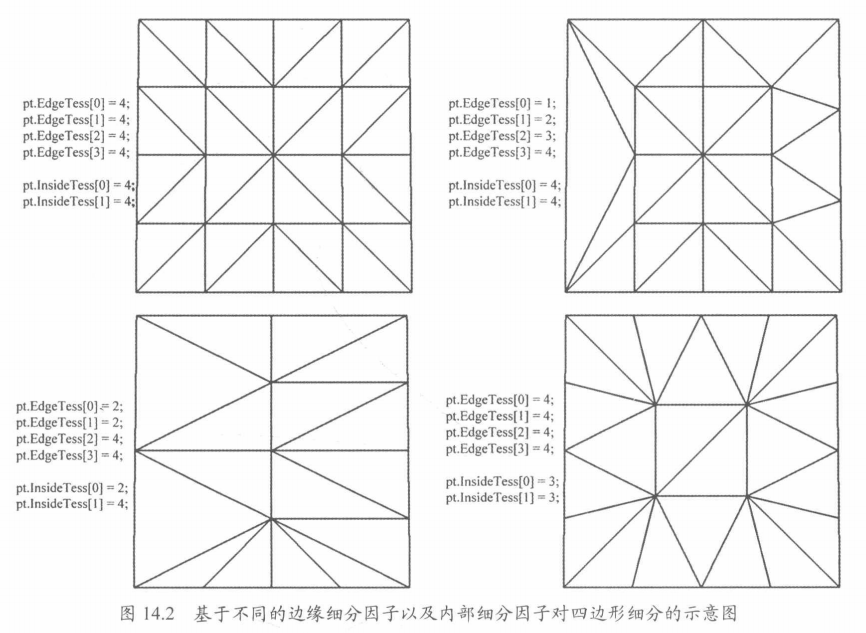 pt.EdgeTess[0] = 4;
pt.EdgeTess[1] = 4;
pt.EdgeTess[2] = 4;
pt.EdgeTess[3] = 4;
pt.InsideTess[0] = 4;
pt.InsideTess[1] = 4;
pt.EdgeTess[0] = 1;
pt.EdgeTess[1] = 2;
pt.EdgeTess[2] = 3;
pt.EdgeTess[3] = 4;
pt.InsideTess[0] = 4;
pt.InsideTess[1] = 4;
pt.EdgeTess[0] = 2;
pt.EdgeTess[1] = 2;
pt.EdgeTess[2] = 4;
pt.EdgeTess[3] = 4;
pt.InsideTess[0] = 2;
pt.InsideTess[1] = 4;
pt.EdgeTess[0] = 4;
pt.EdgeTess[1] = 4;
pt.EdgeTess[2] = 4;
pt.EdgeTess[3] = 4;
pt.InsideTess[0] = 3;
pt.InsideTess[1] = 3;
图 14.2 基于不同的边缘细分因子以及内部细分因子对四边形细分的示意图